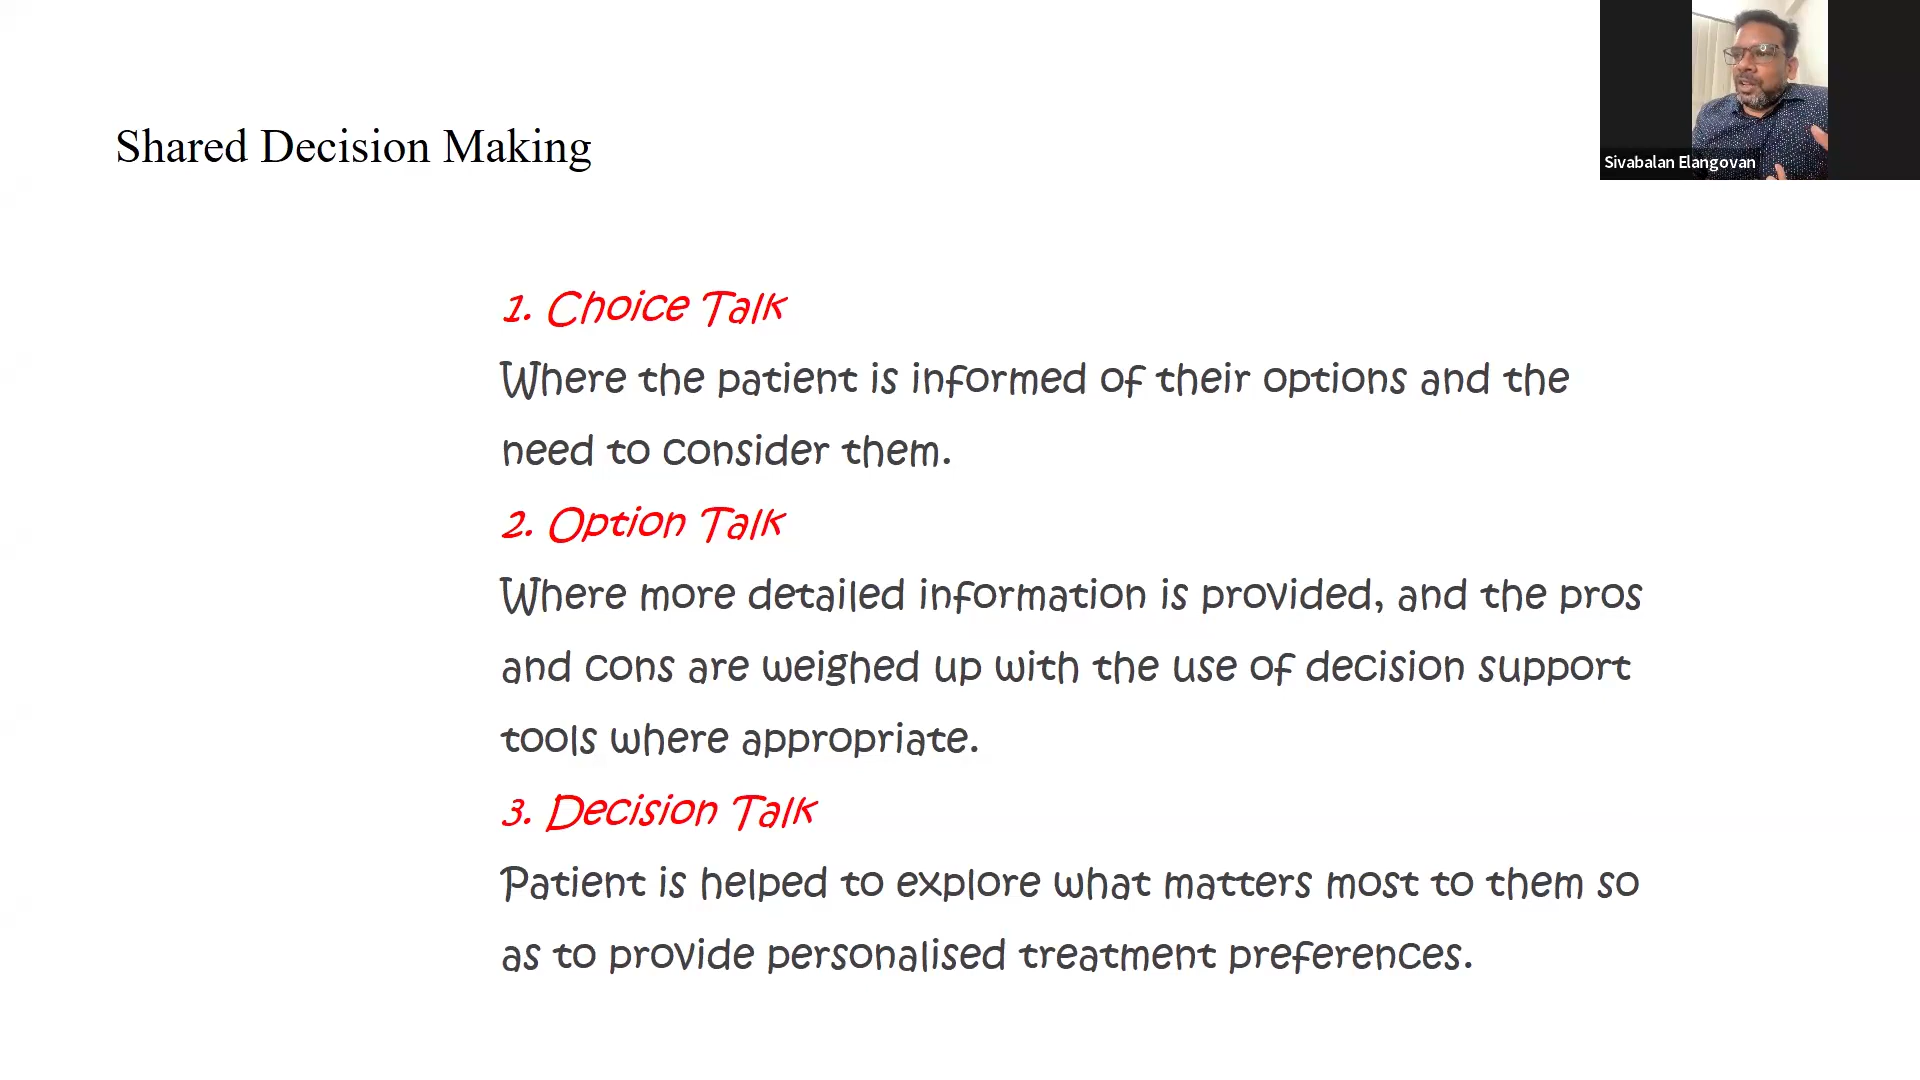 Shared Decision Making
Sivabalan Elangovan
1. Choice Talk
Where the patient is informed of their options and the
need to consider them.
2. Option Talk
Where more detailed information is provided, and the pros
and cons are weighed up with the use of decision support
tools where appropriate.
3. Decision Talk
Patient is helped to explore what matters most to them so
as to provide personalised treatment preferences.